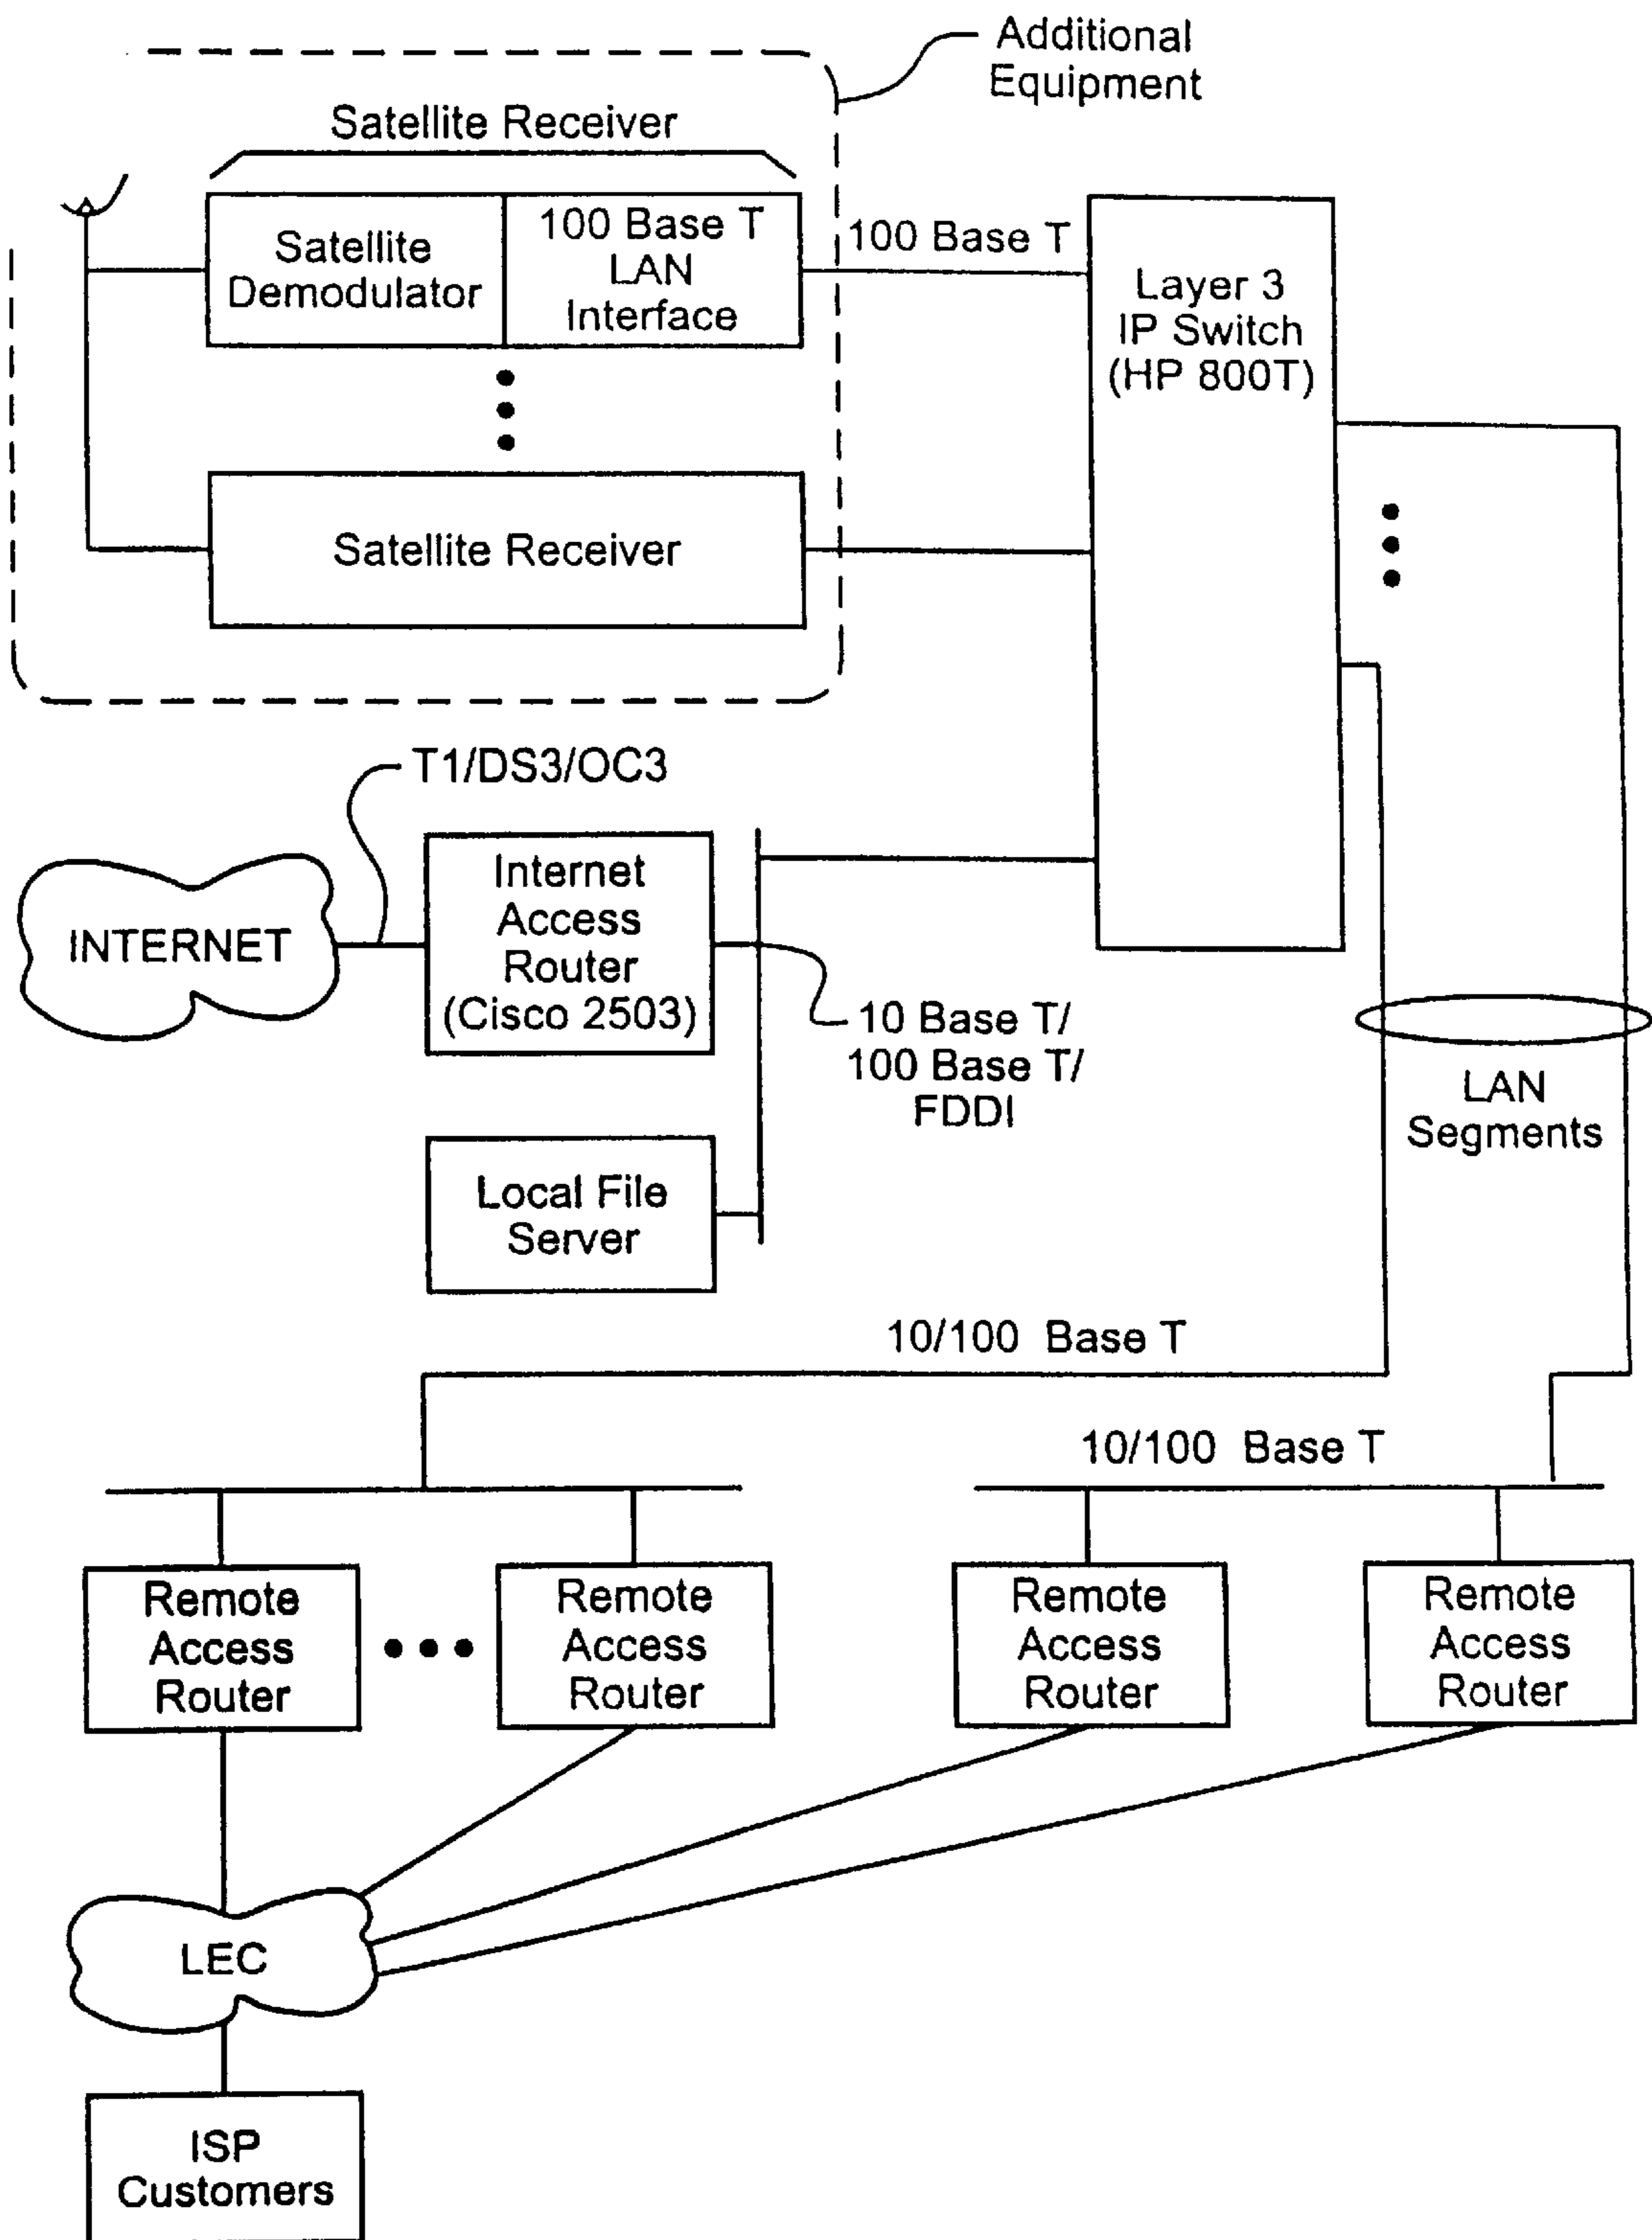 Additional
Equipment
Satellite Receiver
Satellite
Demodulator
100 Base T
LAN
Interface
100 Base T
Layer 3
IP Switch
(HP 800T)
Satellite Receiver
T1/DS3/OC3
INTERNET
Internet
Access
Router
(Cisco 2503)
10 Base T/
100 Base T/
FDDI
LAN
Segments
Local File
Server
10/100 Base T
10/100 Base T
Remote
Access
Router
Remote
Access
Router
Remote
Access
Router
Remote
Access
Router
LEC
ISP
Customers